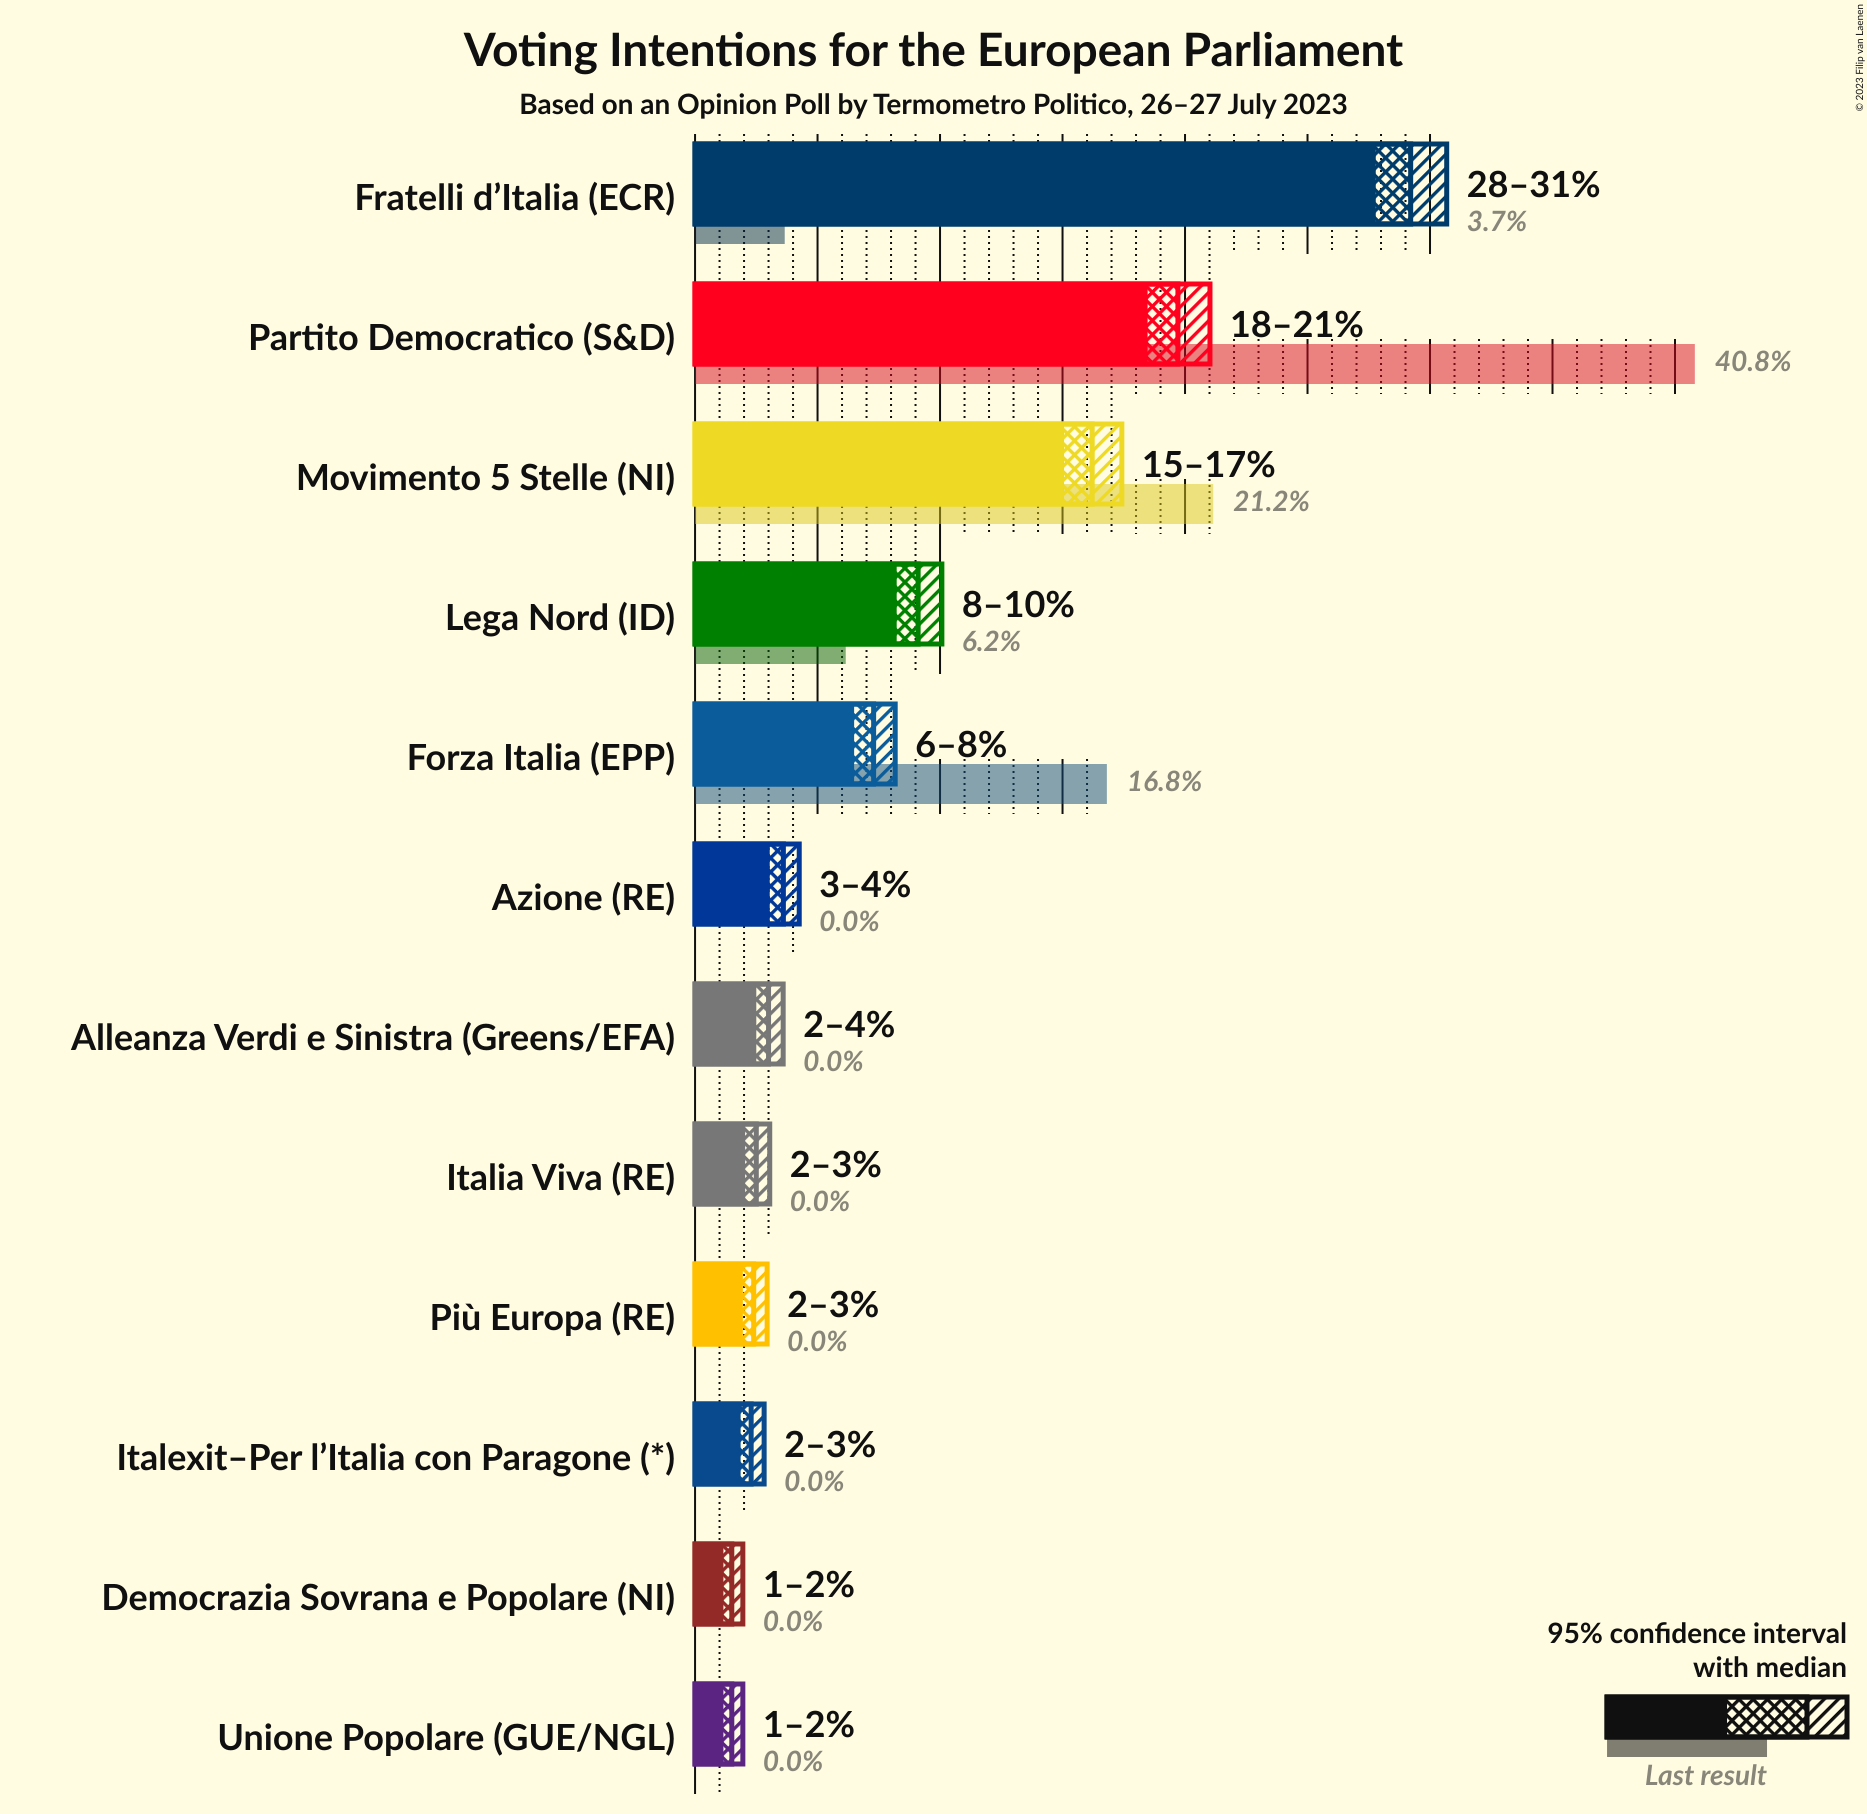 Voting Intentions for the European Parliament
Based on an Opinion Poll by Termometro Politico, 26–27 July 2023
© 2023 Filip van Laenen
Fratelli d’Italia (ECR)
28–31%
3.7%
Partito Democratico (S&D)
18–21%
40.8%
Movimento 5 Stelle (NI)
15–17%
21.2%
Lega Nord (ID)
8–10%
6.2%
Forza Italia (EPP)
6–8%
16.8%
Azione (RE)
3–4%
0.0%
Alleanza Verdi e Sinistra (Greens/EFA)
2–4%
0.0%
Italia Viva (RE)
2–3%
0.0%
Più Europa (RE)
2–3%
0.0%
Italexit–Per l’Italia con Paragone (*)
2–3%
0.0%
Democrazia Sovrana e Popolare (NI)
1–2%
0.0%
Unione Popolare (GUE/NGL)
1–2%
0.0%
95% confidence interval
with median
Last result